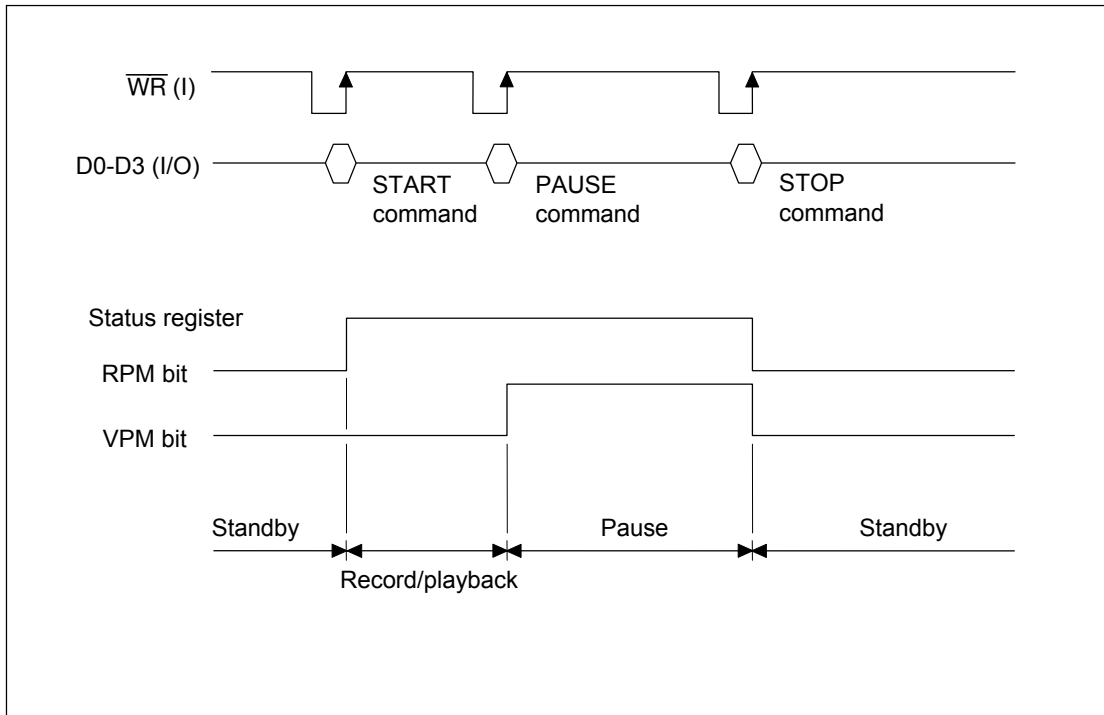 WR (I)
D0-D3 (I/O)
START
command
PAUSE
command
STOP
command
Status register
RPM bit
VPM bit
Standby
Pause
Standby
Record/playback